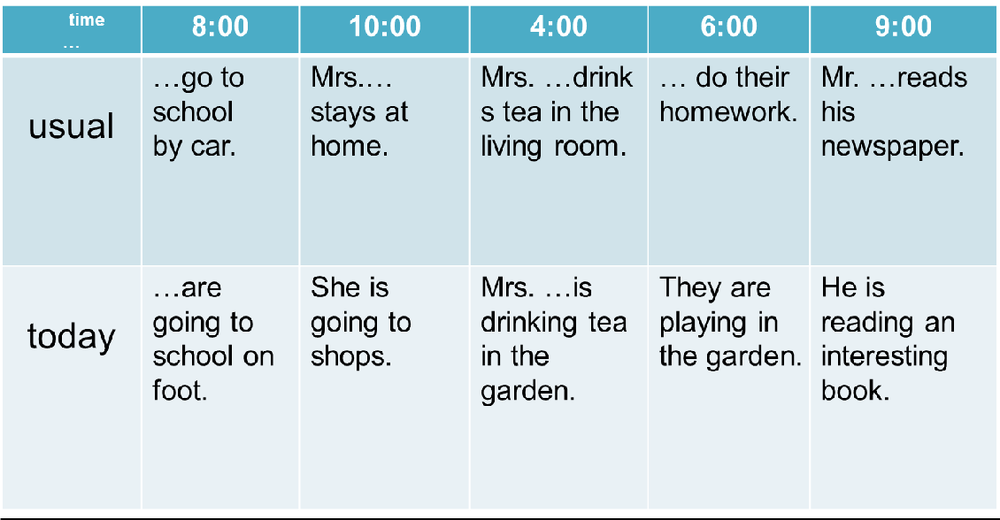 time
...
8:00
10:00
4:00
6:00
9:00
usual
…go to
school
by car.
Mrs.…
stays at
home.
Mrs. …drink
s tea in the
living room.
… do their
homework.
Mr. …reads
his
newspaper.
today
…are
going to
school on
foot.
She is
going to
shops.
Mrs. …is
drinking tea
in the
garden.
They are
playing in
the garden.
He is
reading an
interesting
book.